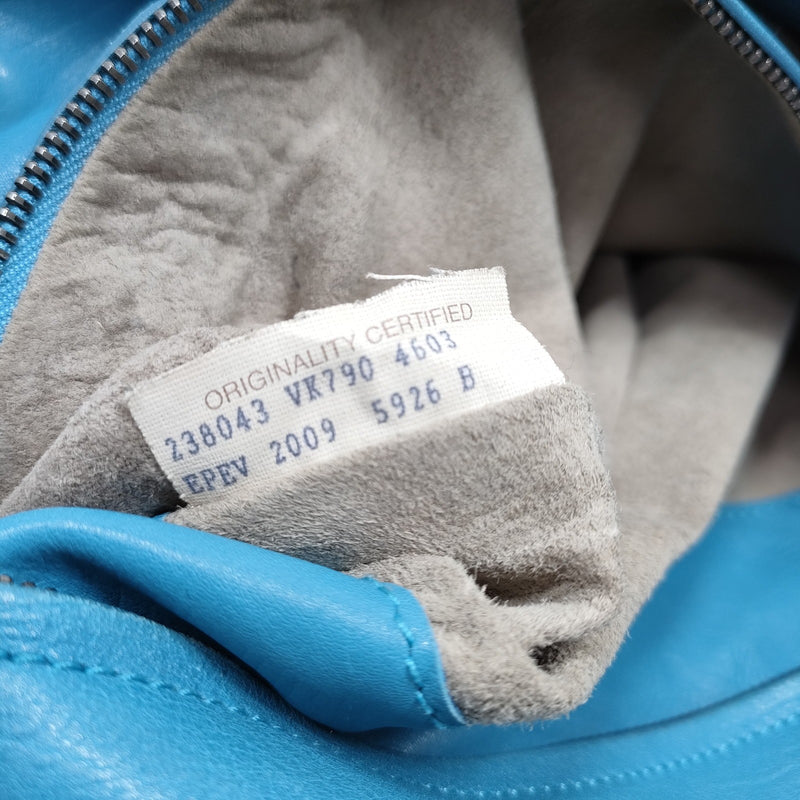 ORIGINALITY CERTIFIED
238043 VK790 4603
EPEV 2009 5926 B